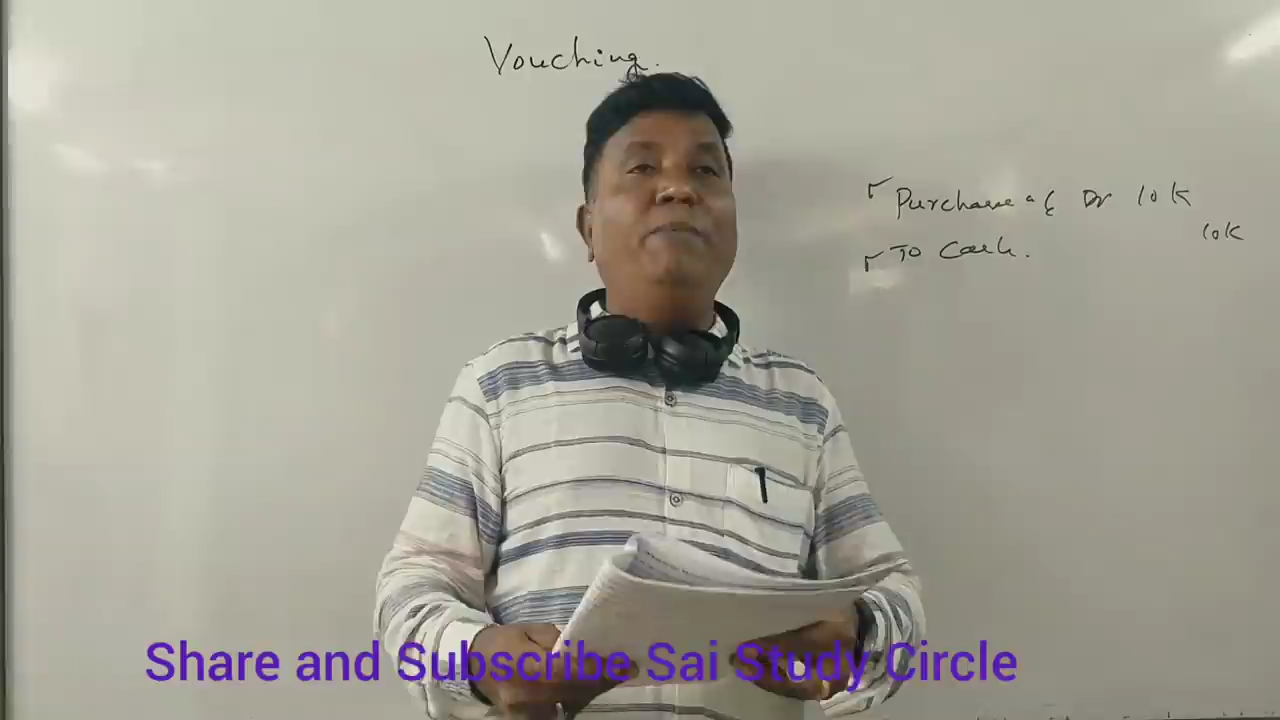 Vouching.
Purchase a/c Dr 10K
10K
To Cash.
Share and Subscribe Sai Study Circle